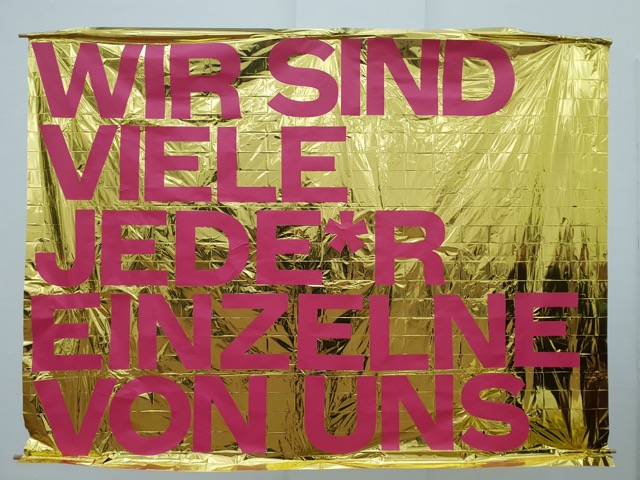 WIR SIND
VIELE
JEDE*R
EINZELNE
VON UNS